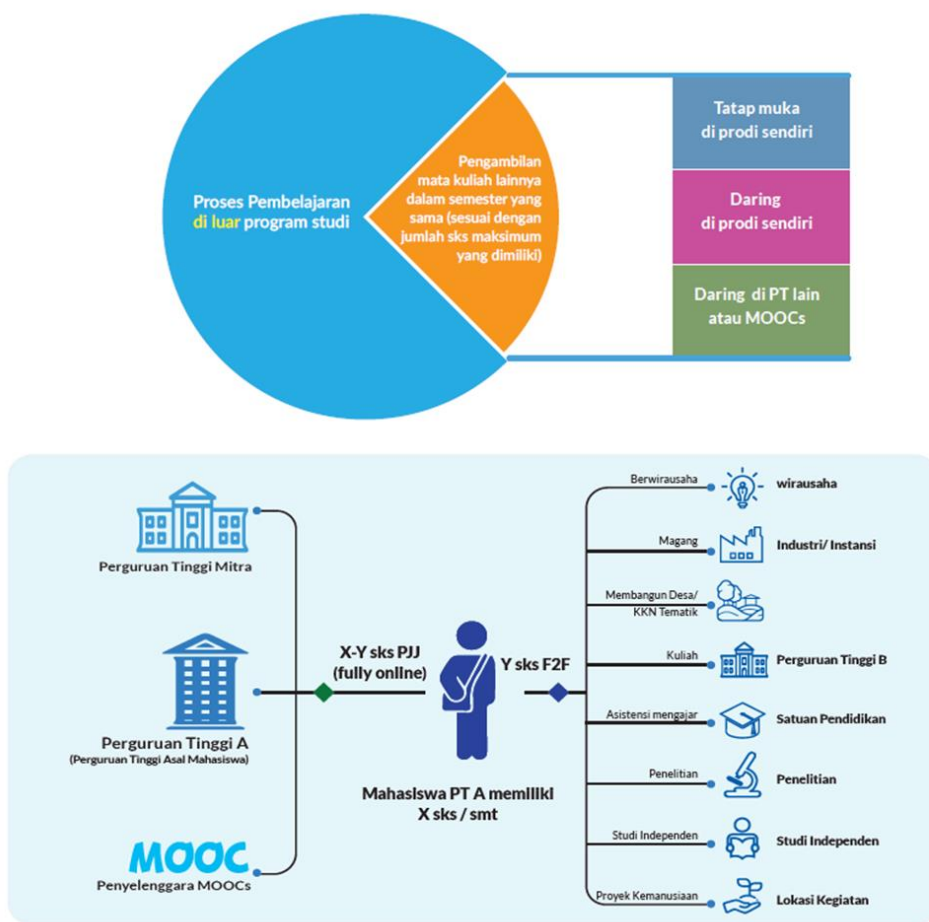 Proses Pembelajaran
di luar program studi
Pengambilan
mata kuliah lainnya
dalam semester yang
sama (sesuai dengan
jumlah sks maksimum
yang dimiliki)
Tatap muka
di prodi sendiri
Daring
di prodi sendiri
Daring di PT lain
atau MOOCs
Perguruan Tinggi Mitra
Perguruan Tinggi A
(Perguruan Tinggi Asal Mahasiswa)
MOOC
Penyelenggara MOOCs
X-Y sks PJJ
(fully online)
Y sks F2F
Mahasiswa PT A memiliki
X sks / smt
Berwirausaha
wirausaha
Magang
Industri/ Instansi
Membangun Desa/
KKN Tematik
Kuliah
Perguruan Tinggi B
Asistensi mengajar
Satuan Pendidikan
Penelitian
Penelitian
Studi Independen
Studi Independen
Proyek Kemanusiaan
Lokasi Kegiatan